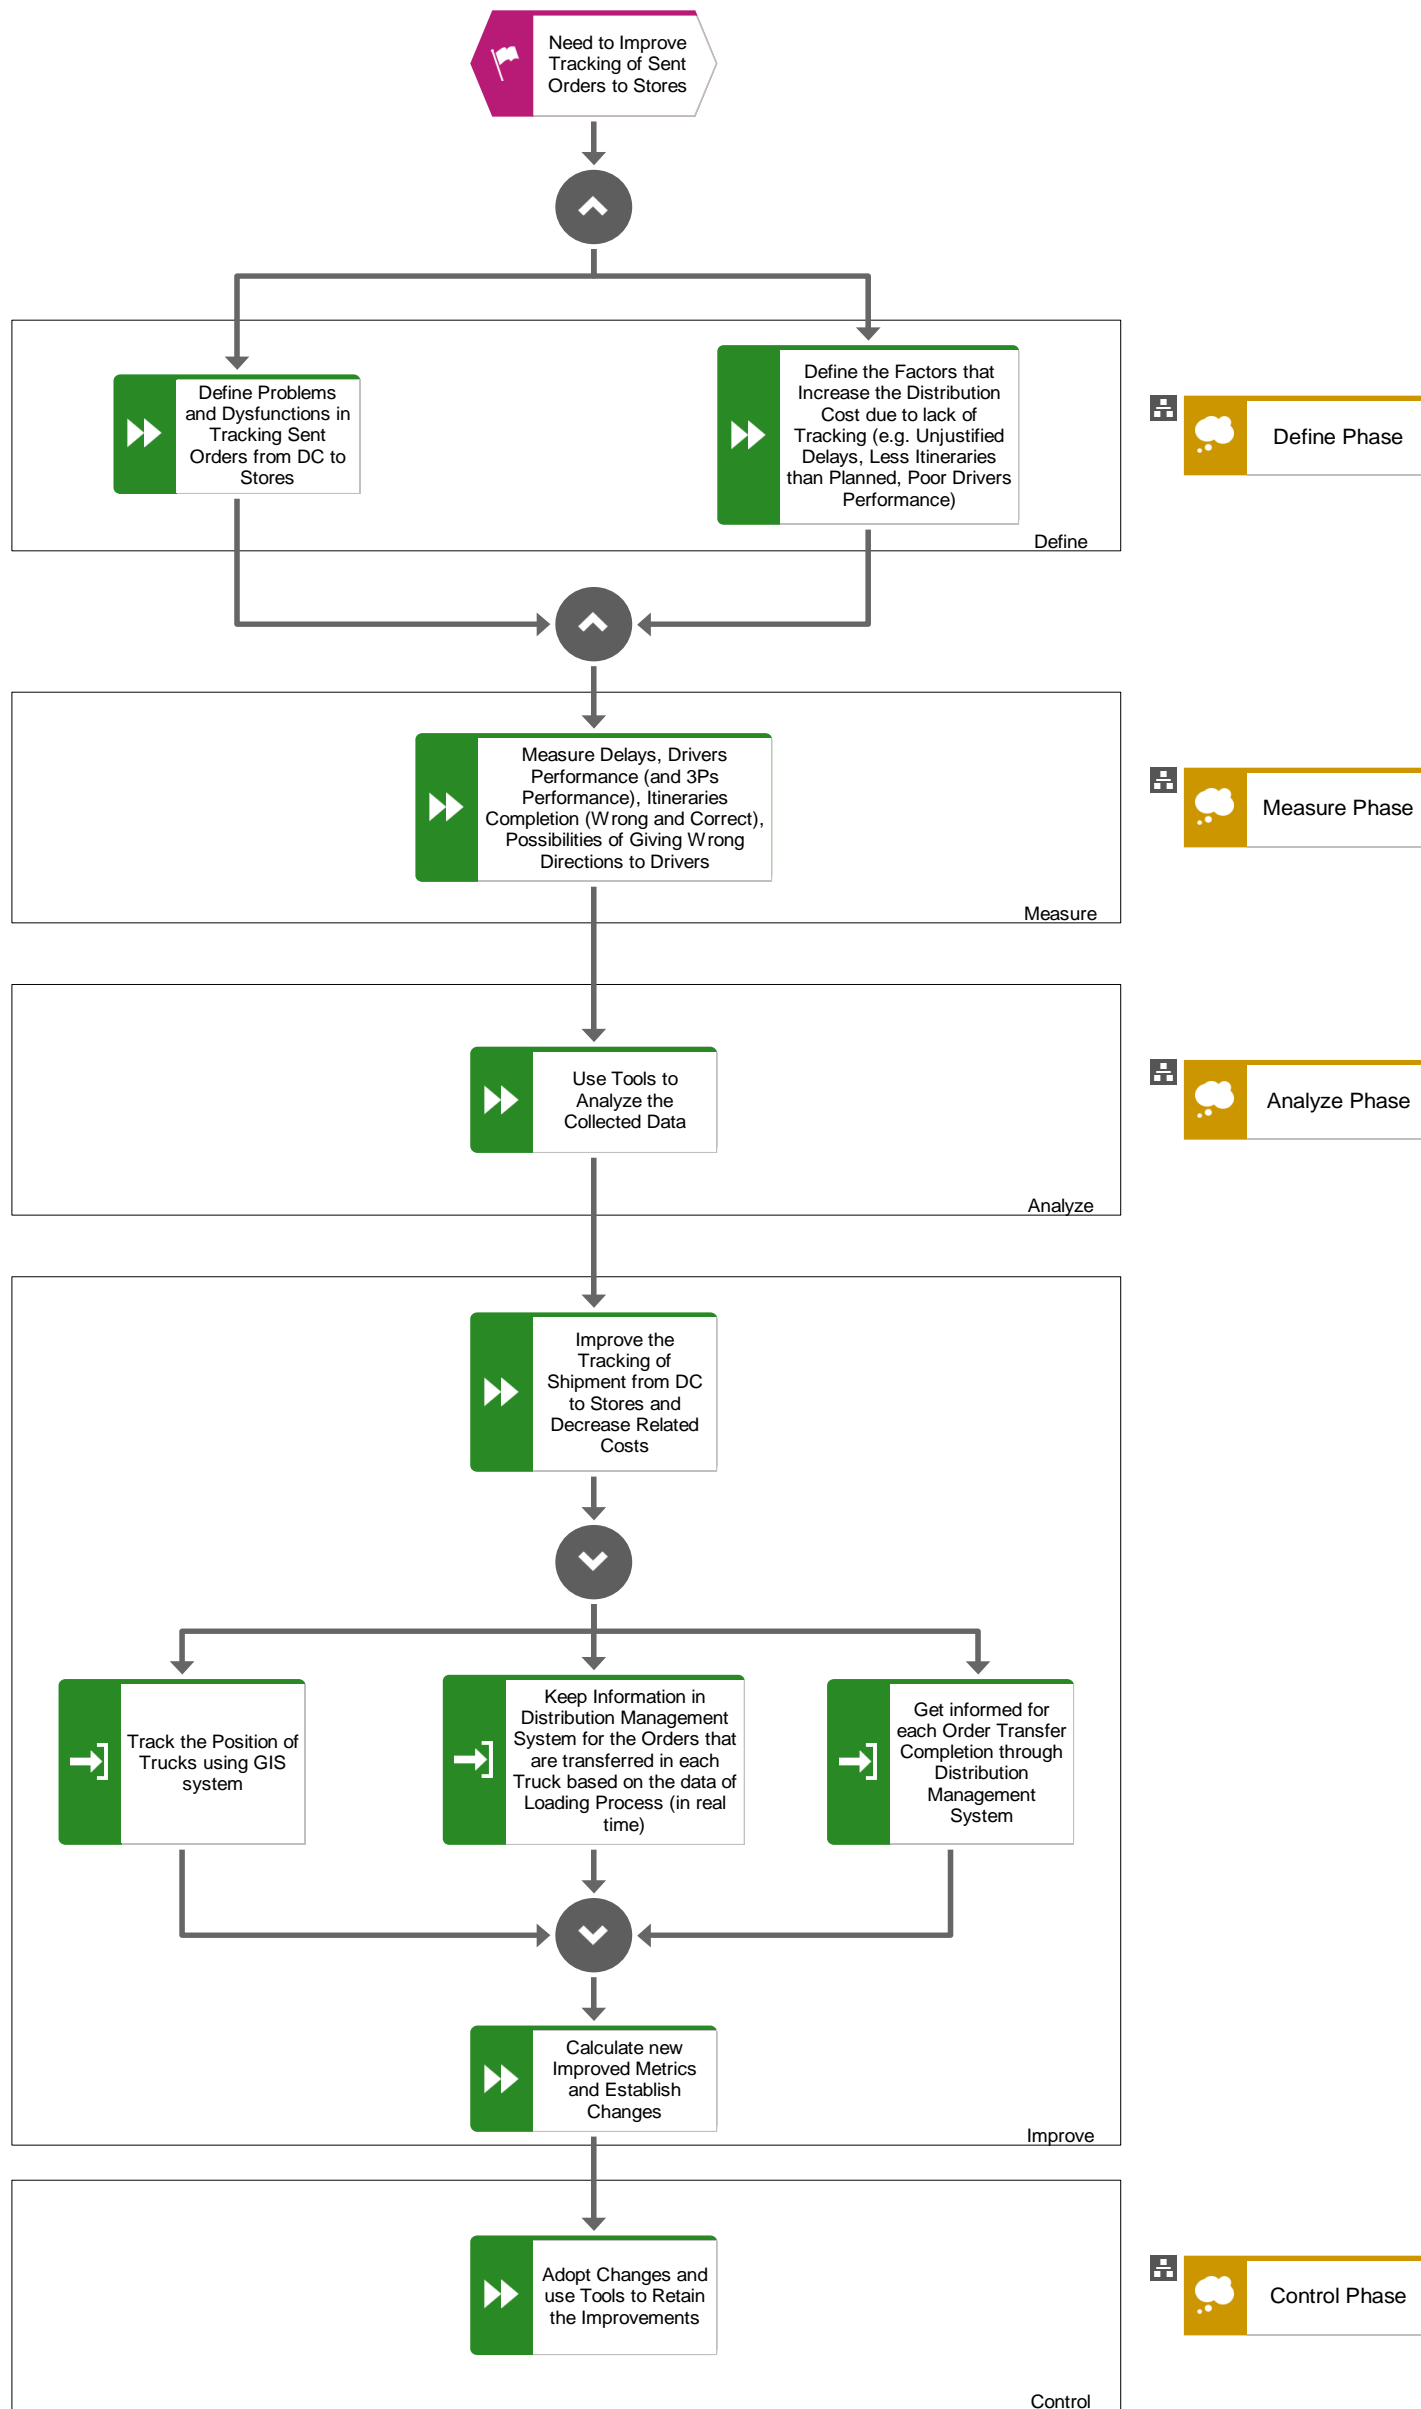 Need to Improve
Tracking of Sent
Orders to Stores
Define Problems
and Dysfunctions in
Tracking Sent
Orders from DC to
Stores
Define the Factors that
Increase the Distribution
Cost due to lack of
Tracking (e.g. Unjustified
Delays, Less Itineraries
than Planned, Poor Drivers
Performance)
Define Phase
Define
Measure Delays, Drivers
Performance (and 3Ps
Performance), Itineraries
Completion (Wrong and Correct),
Possibilities of Giving Wrong
Directions to Drivers
Measure Phase
Measure
Use Tools to
Analyze the
Collected Data
Analyze Phase
Analyze
Improve the
Tracking of
Shipment from DC
to Stores and
Decrease Related
Costs
Track the Position of
Trucks using GIS
system
Keep Information in
Distribution Management
System for the Orders that
are transferred in each
Truck based on the data of
Loading Process (in real
time)
Get informed for
each Order Transfer
Completion through
Distribution
Management
System
Calculate new
Improved Metrics
and Establish
Changes
Improve
Adopt Changes and
use Tools to Retain
the Improvements
Control Phase
Control